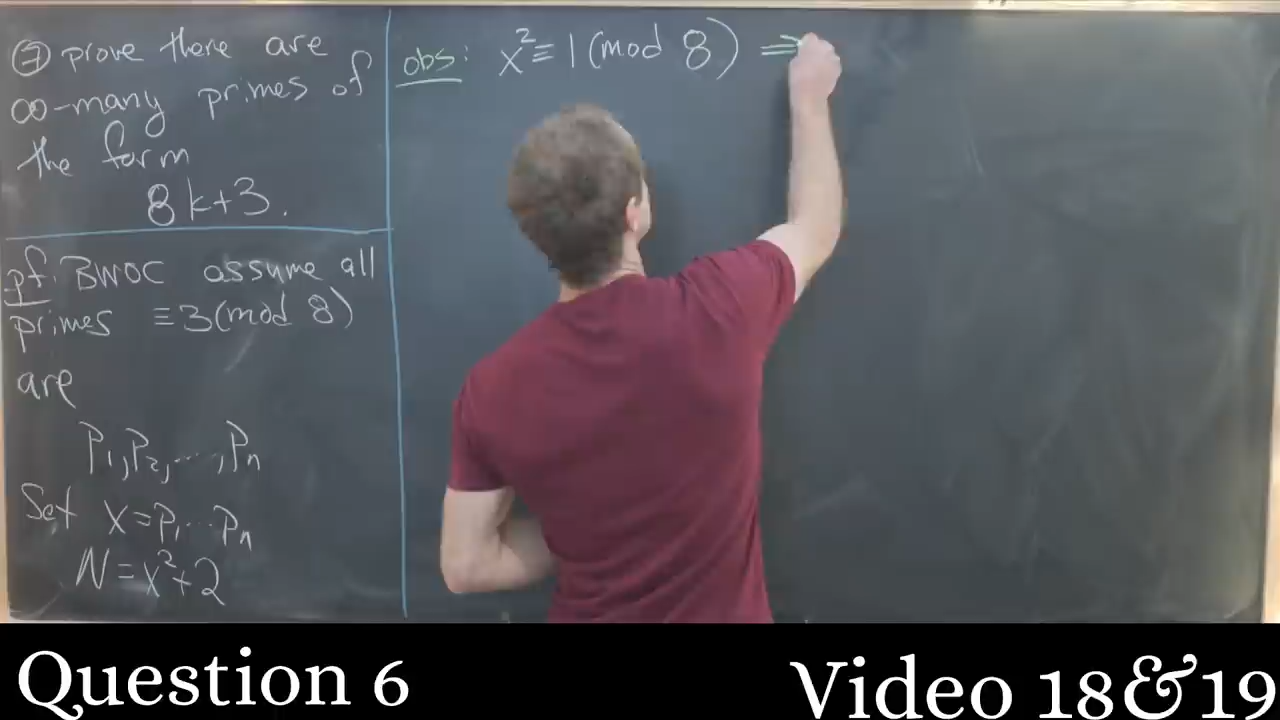 ⑦ prove there are
∞-many primes of
the form
8k+3.
pf: BWOC assume all
primes ≡3(mod 8)
are
P₁,P₂,...,Pₙ
Set x=P₁...Pₙ
N=x²+2
obs: x²≡1(mod 8) ⇒
Question 6
Video 18&19